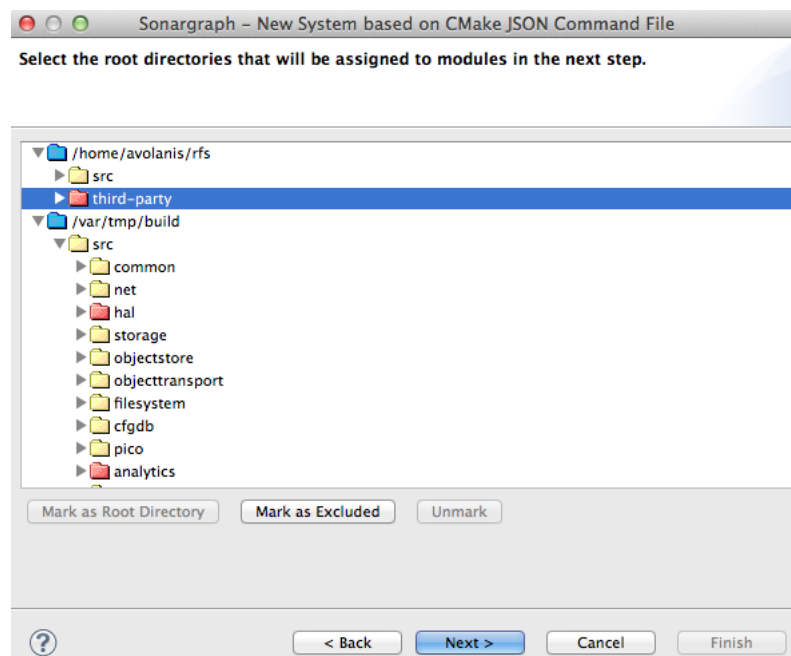 Sonargraph – New System based on CMake JSON Command File
Select the root directories that will be assigned to modules in the next step.
/home/avolanis/rfs
src
third-party
/var/tmp/build
src
common
net
hal
storage
objectstore
objecttransport
filesystem
cfgdb
pico
analytics
Mark as Root Directory Mark as Excluded Unmark
? < Back Next > Cancel Finish